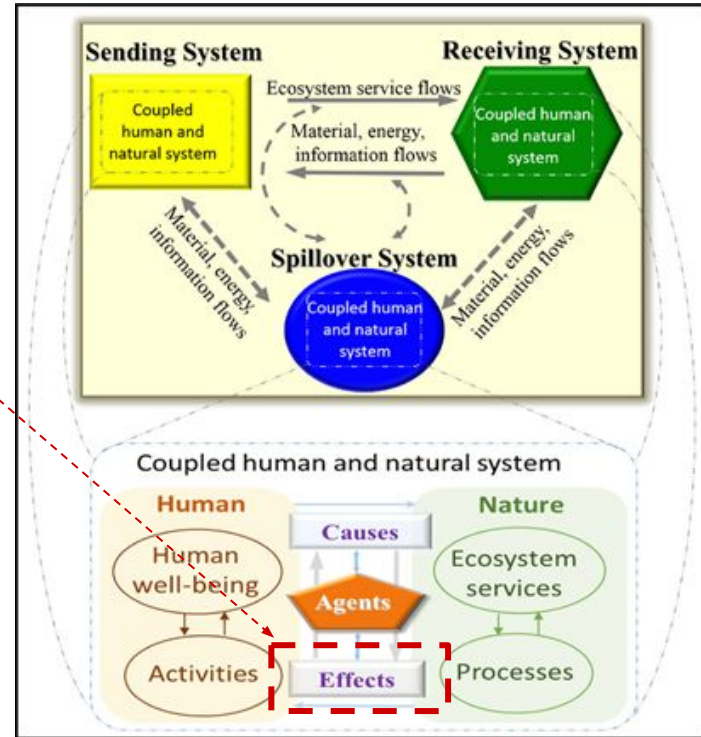 Sending System
Receiving System
Ecosystem service flows
Coupled
human and
natural system
Material, energy,
information flows
Coupled human
and natural
system
Material, energy,
information flows
Spillover System
Material, energy,
information flows
Coupled human
and natural
system
Coupled human and natural system
Human
Nature
Causes
Human
well-being
Ecosystem
services
Agents
Activities
Effects
Processes